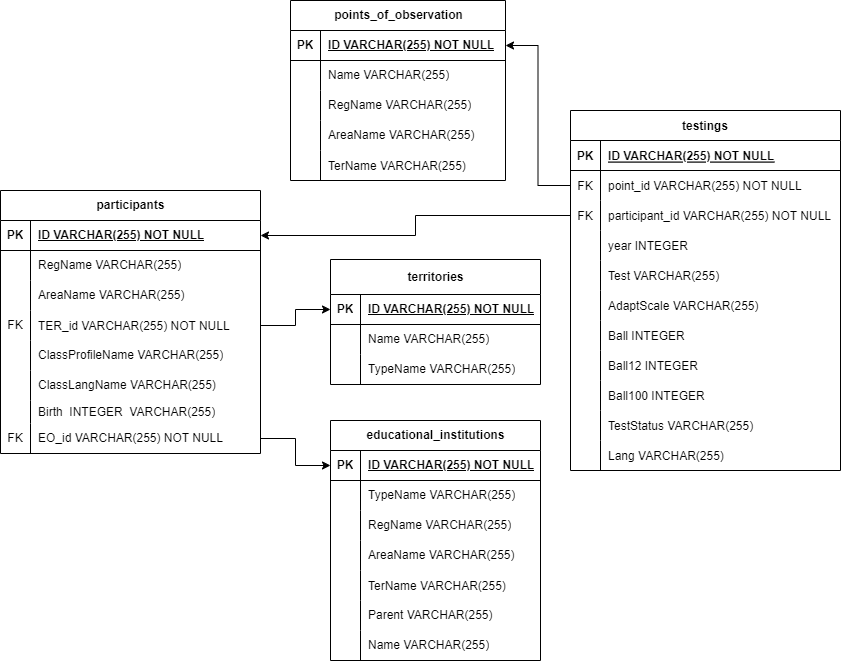 points_of_observation
PK ID VARCHAR(255) NOT NULL
Name VARCHAR(255)
RegName VARCHAR(255)
AreaName VARCHAR(255)
TerName VARCHAR(255)
testings
PK ID VARCHAR(255) NOT NULL
FK point_id VARCHAR(255) NOT NULL
FK participant_id VARCHAR(255) NOT NULL
year INTEGER
Test VARCHAR(255)
AdaptScale VARCHAR(255)
Ball INTEGER
Ball12 INTEGER
Ball100 INTEGER
TestStatus VARCHAR(255)
Lang VARCHAR(255)
participants
PK ID VARCHAR(255) NOT NULL
RegName VARCHAR(255)
AreaName VARCHAR(255)
FK TER_id VARCHAR(255) NOT NULL
ClassProfileName VARCHAR(255)
ClassLangName VARCHAR(255)
Birth INTEGER VARCHAR(255)
FK EO_id VARCHAR(255) NOT NULL
territories
PK ID VARCHAR(255) NOT NULL
Name VARCHAR(255)
TypeName VARCHAR(255)
educational_institutions
PK ID VARCHAR(255) NOT NULL
TypeName VARCHAR(255)
RegName VARCHAR(255)
AreaName VARCHAR(255)
TerName VARCHAR(255)
Parent VARCHAR(255)
Name VARCHAR(255)